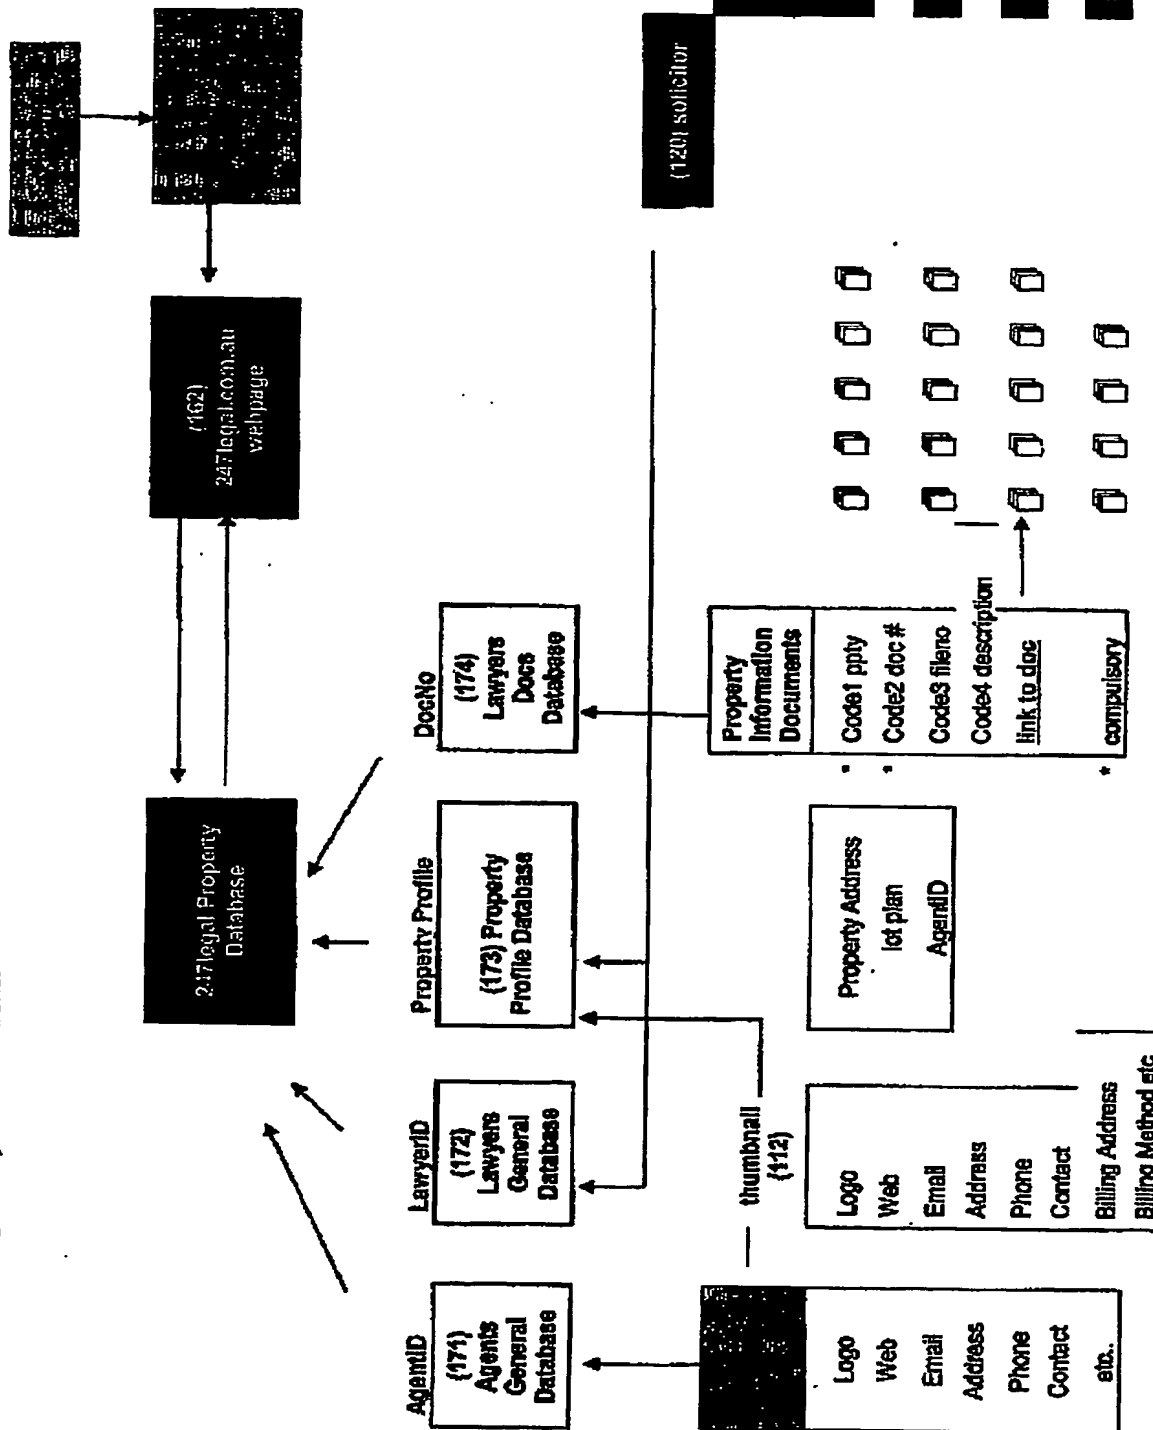 (162)
247legal.com.au
webpage
247legal Property
Database
(120) solicitor
AgentID
(171)
Agents
General
Database
LawyerID
(172)
Lawyers
General
Database
Property Profile
(173) Property
Profile Database
DocNo
(174)
Lawyers
Docs
Database
thumbnail
(112)
Logo
Web
Email
Address
Phone
Contact
etc..
Logo
Web
Email
Address
Phone
Contact
Billing Address
Billing Method etc
Property Address
lot plan
AgentID
Property
Information
Documents
* Code1 ppty
* Code2 doc #
Code3 fileno
Code4 description
link to doc
* compulsory